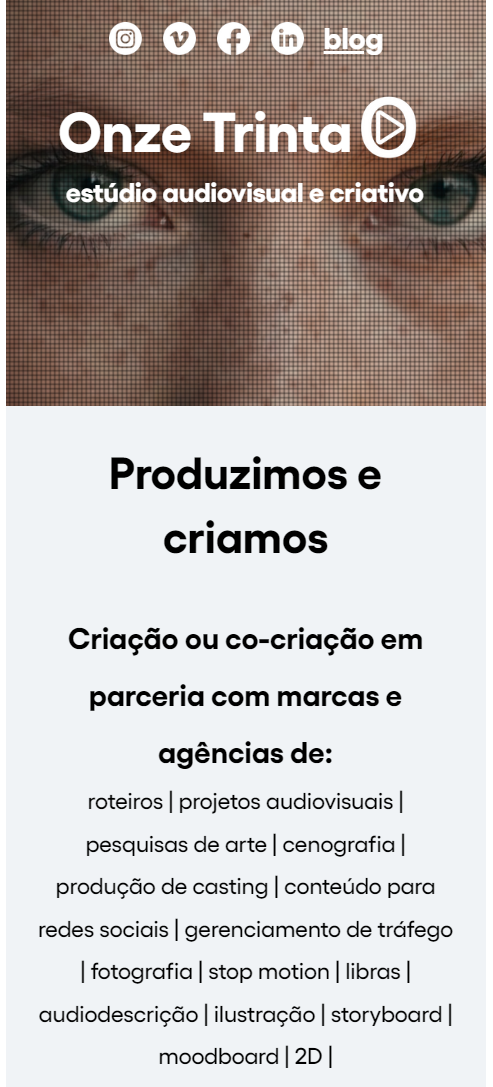 blog
Onze Trinta
estúdio audiovisual e criativo
Produzimos e
criamos
Criação ou co-criação em
parceria com marcas e
agências de:
roteiros | projetos audiovisuais |
pesquisas de arte | cenografia |
produção de casting | conteúdo para
redes sociais | gerenciamento de tráfego
| fotografia | stop motion | libras |
audiodescrição | ilustração | storyboard |
moodboard | 2D |